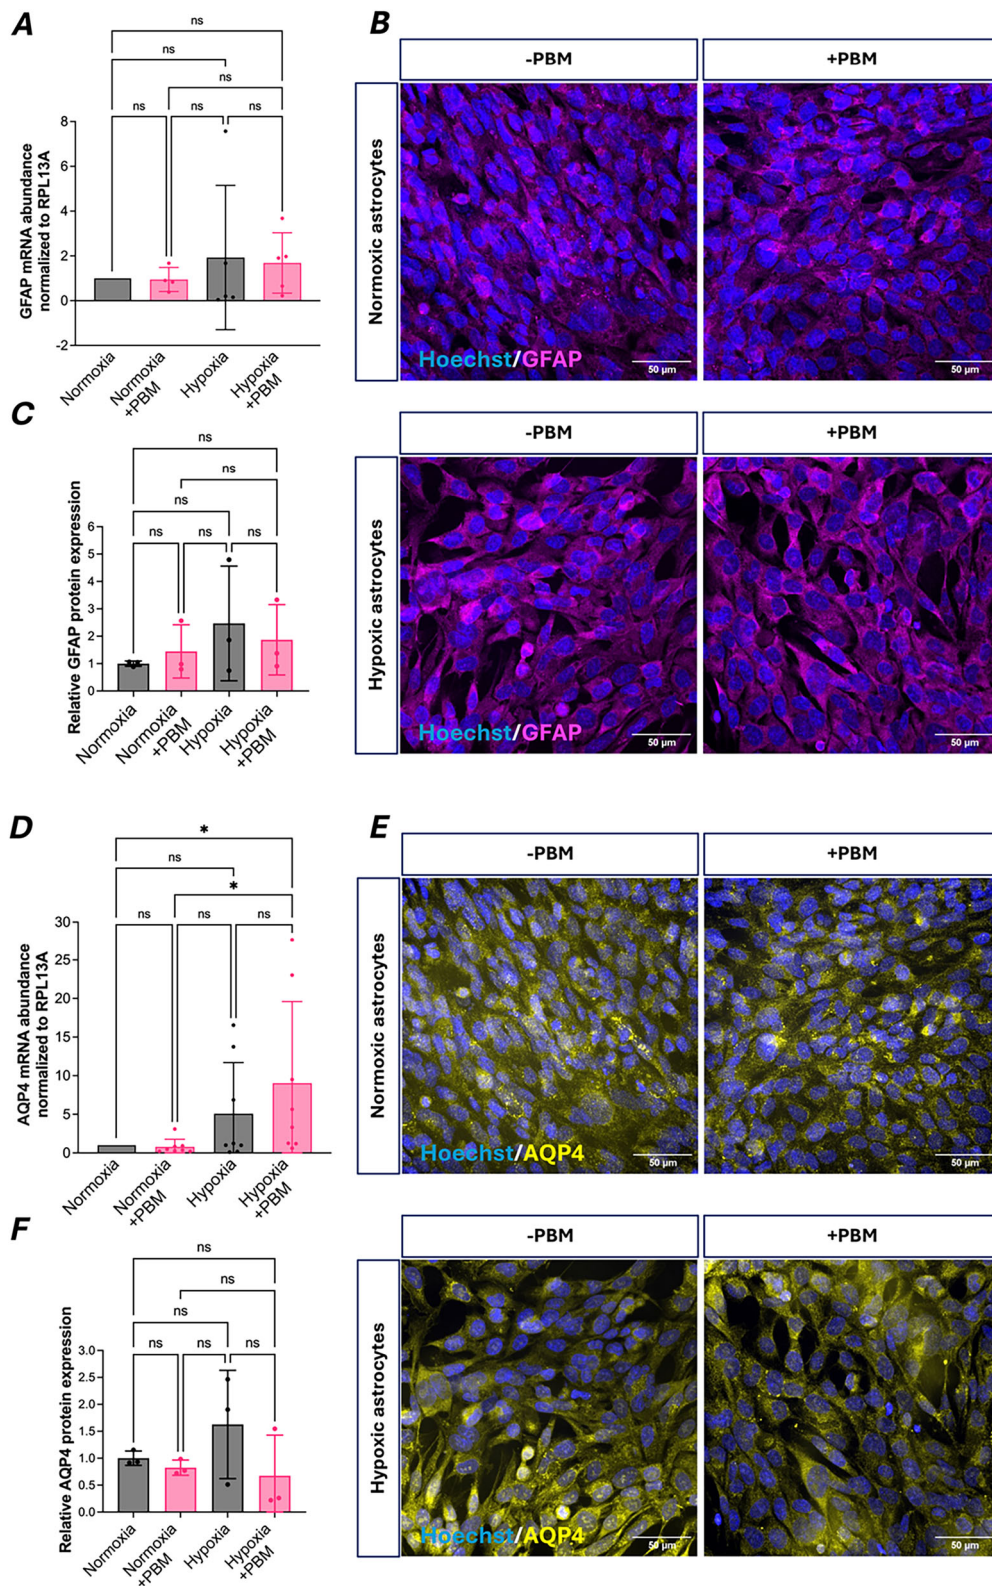 A
ns
ns
ns
ns ns ns
GFAP mRNA abundance
normalized to RPL13A
8
6
4
2
0
-2
Normoxia
Normoxia
+PBM
Hypoxia
Hypoxia
+PBM
B
-PBM
+PBM
Normoxic astrocytes
Hoechst/GFAP
50 µm
50 µm
-PBM
+PBM
Hypoxic astrocytes
Hoechst/GFAP
50 µm
50 µm
C
ns
ns
ns
ns ns ns
Relative GFAP protein expression
6
5
4
3
2
1
0
Normoxia
Normoxia
+PBM
Hypoxia
Hypoxia
+PBM
D
*
ns
*
ns ns ns
AQP4 mRNA abundance
normalized to RPL13A
30
25
20
15
10
5
0
Normoxia
Normoxia
+PBM
Hypoxia
Hypoxia
+PBM
E
-PBM
+PBM
Normoxic astrocytes
Hoechst/AQP4
50 µm
50 µm
-PBM
+PBM
Hypoxic astrocytes
Hoechst/AQP4
50 µm
50 µm
F
ns
ns
ns
ns ns ns
Relative AQP4 protein expression
3.0
2.5
2.0
1.5
1.0
0.5
0.0
Normoxia
Normoxia
+PBM
Hypoxia
Hypoxia
+PBM